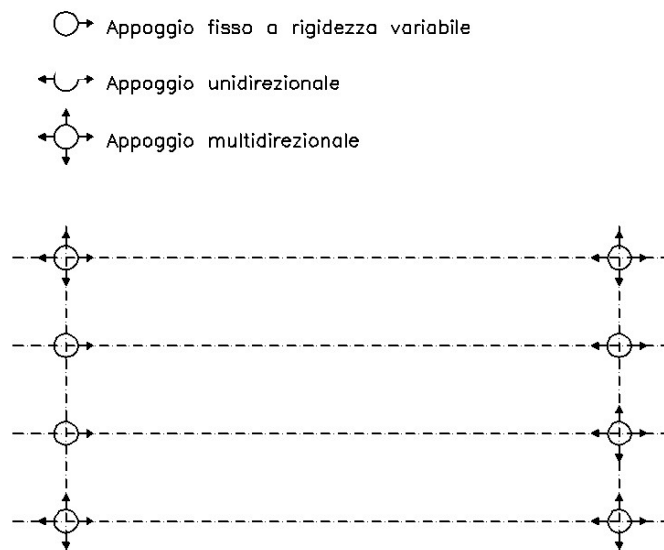 Appoggio fisso a rigidezza variabile
Appoggio unidirezionale
Appoggio multidirezionale